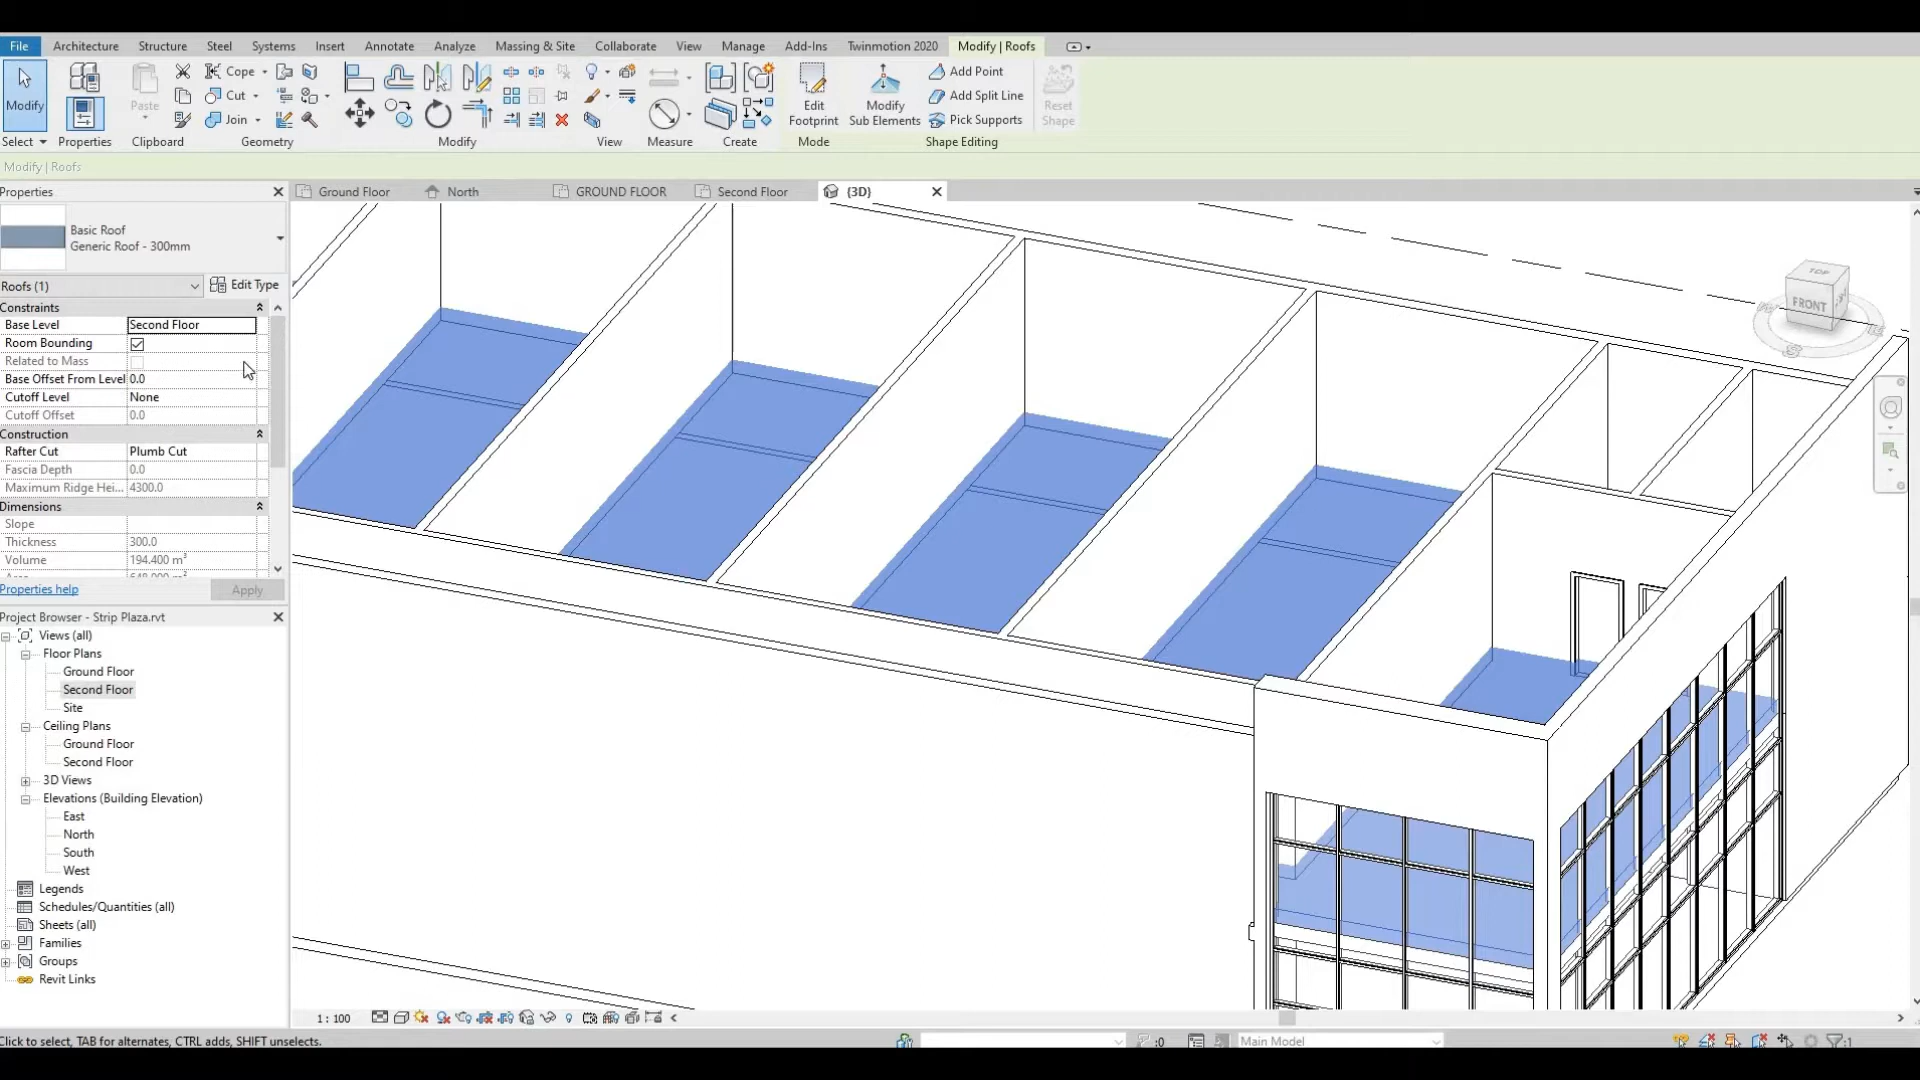 File Architecture Structure Steel Systems Insert Annotate Analyze Massing & Site Collaborate View Manage Add-Ins Twinmotion 2020 Modify | Roofs
Modify
Paste
Cope
Cut
Join
Edit
Footprint
Modify
Sub Elements
Add Point
Add Split Line
Pick Supports
Reset
Shape
Select Properties Clipboard Geometry Modify View Measure Create Mode Shape Editing
Modify | Roofs
Properties
Ground Floor North GROUND FLOOR Second Floor {3D}
Basic Roof
Generic Roof - 300mm
Roofs (1) Edit Type
Constraints
Base Level Second Floor
Room Bounding
Related to Mass
Base Offset From Level 0.0
Cutoff Level None
Cutoff Offset 0.0
Construction
Rafter Cut Plumb Cut
Fascia Depth 0.0
Maximum Ridge Hei... 4300.0
Dimensions
Slope
Thickness 300.0
Volume 194.400 m³
Properties help Apply
Project Browser - Strip Plaza.rvt
Views (all)
Floor Plans
Ground Floor
Second Floor
Site
Ceiling Plans
Ground Floor
Second Floor
3D Views
Elevations (Building Elevation)
East
North
South
West
Legends
Schedules/Quantities (all)
Sheets (all)
Families
Groups
Revit Links
TOP
FRONT
S
1 : 100
Click to select, TAB for alternates, CTRL adds, SHIFT unselects.
:0
Main Model
:1